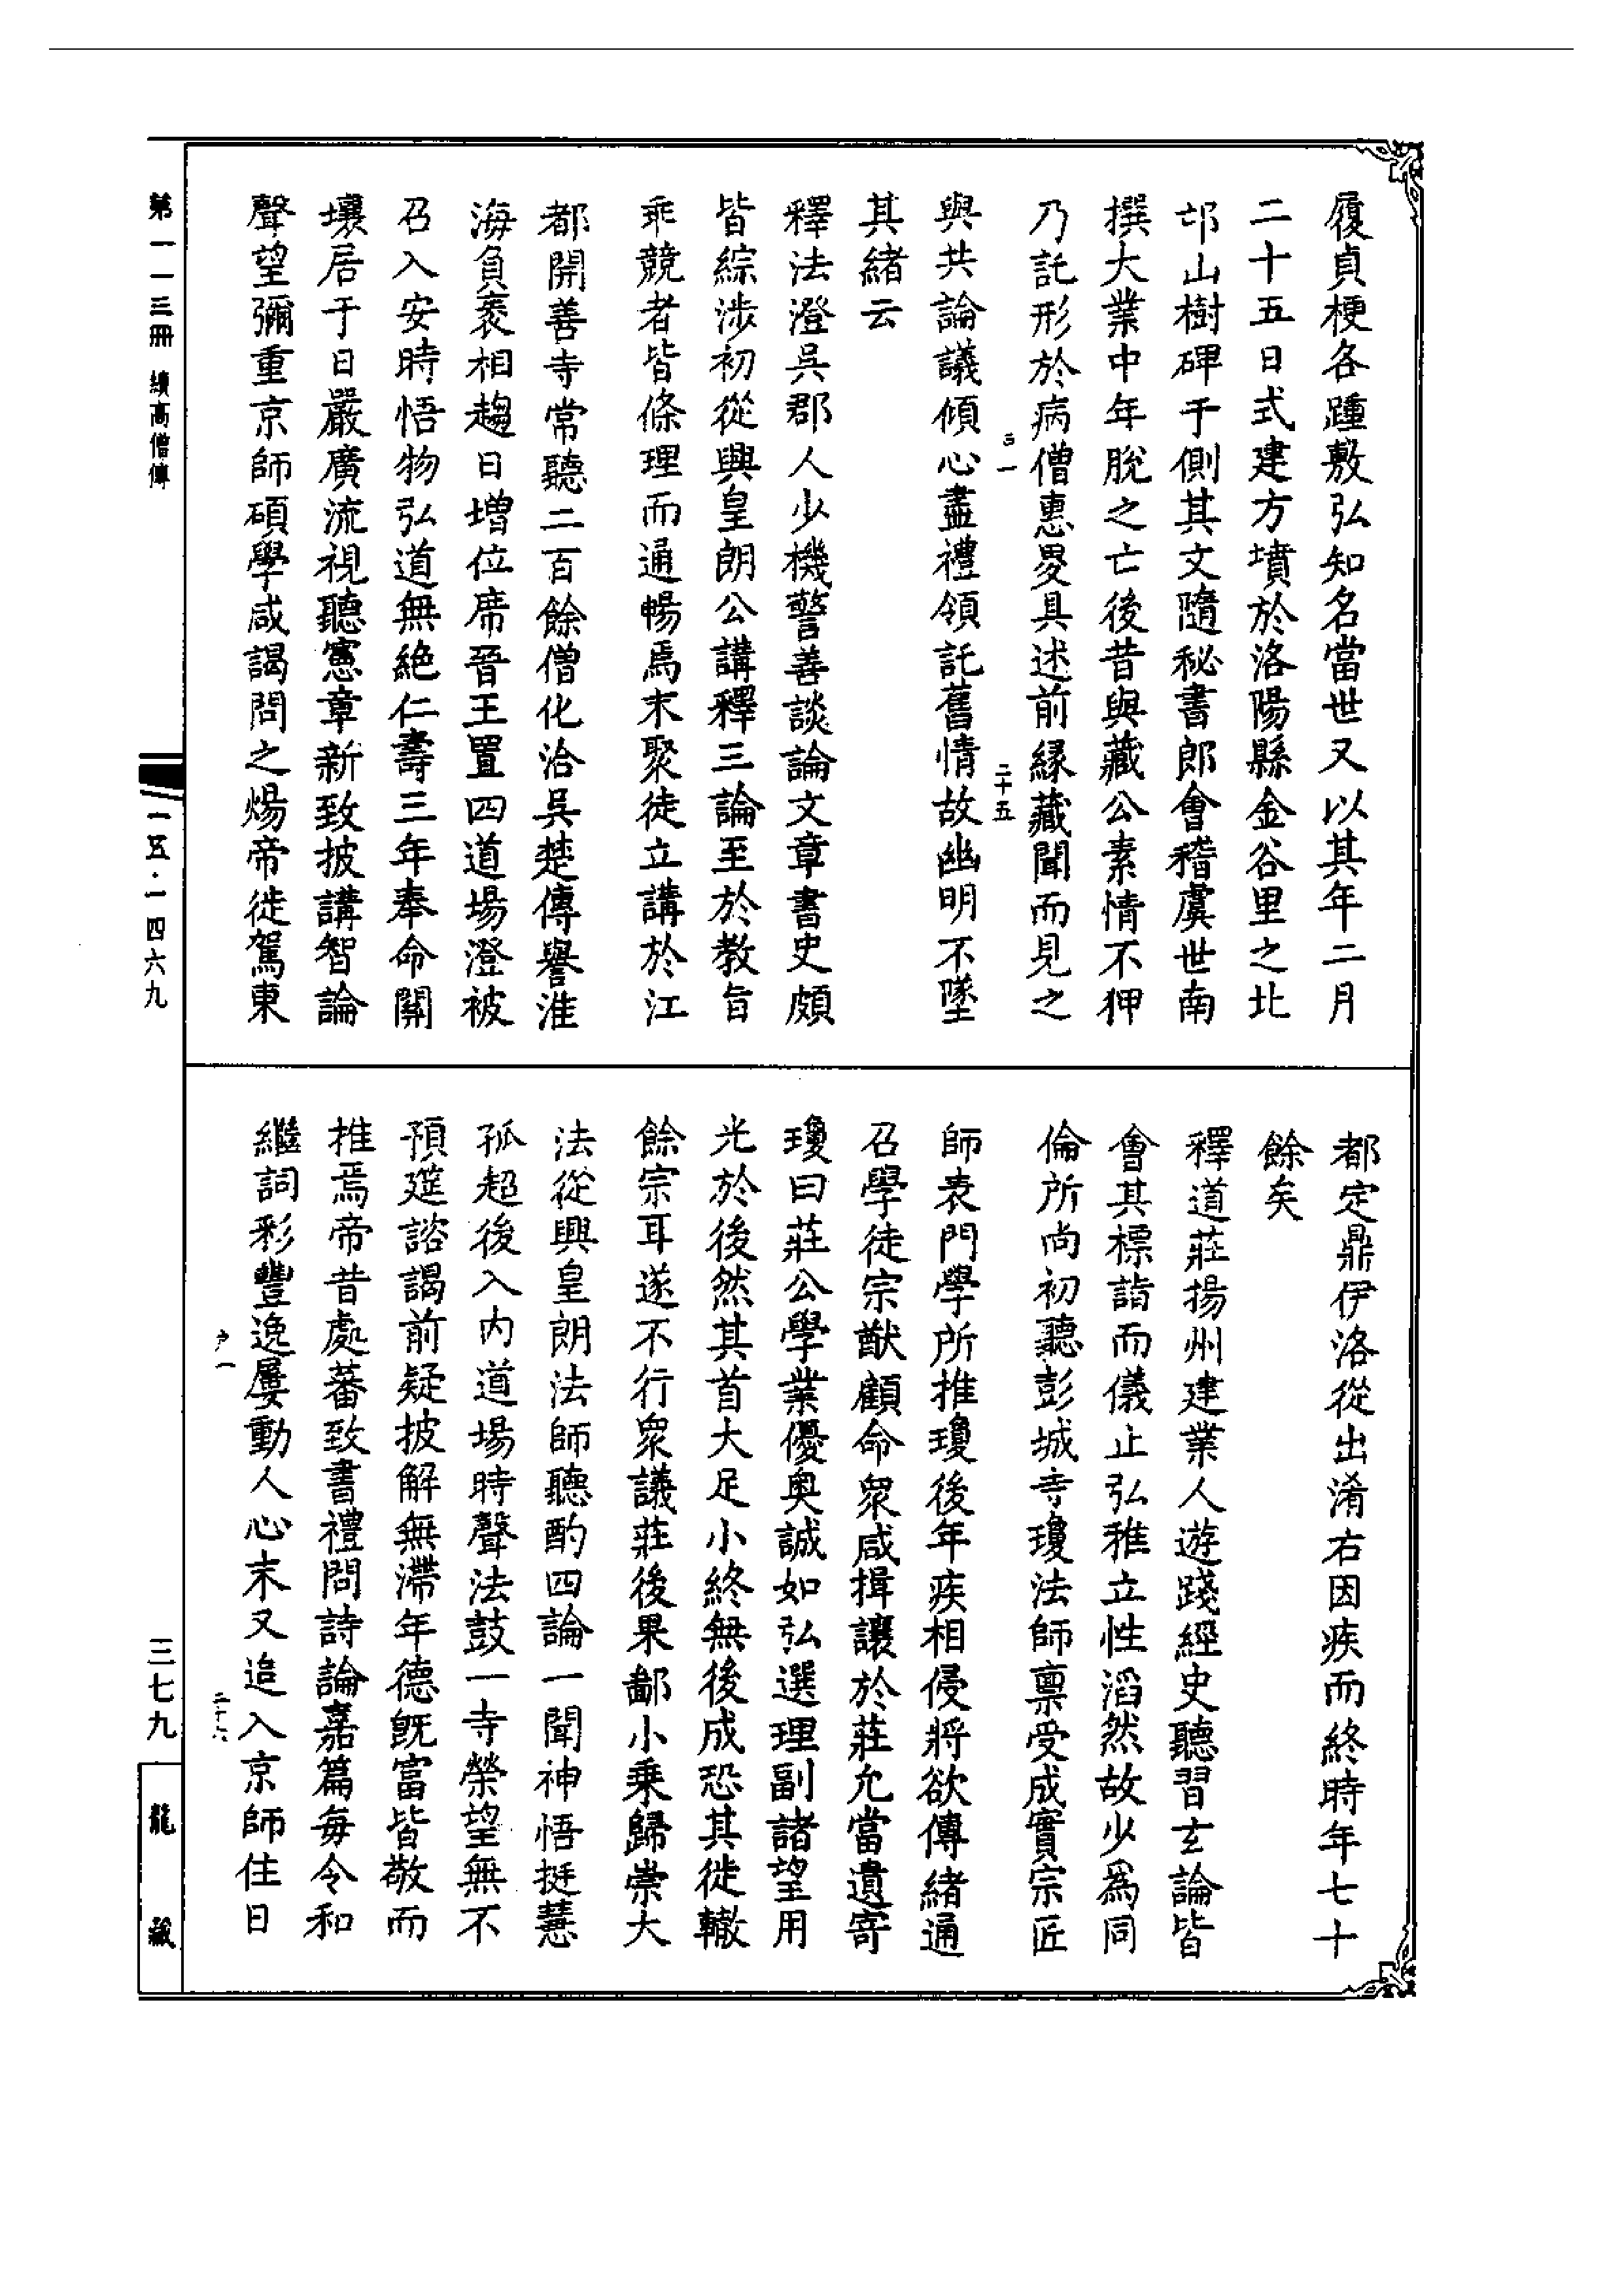 履貞梗各踵敷弘知名當世又以其年二月
二十五日式建方墳於洛陽縣金谷里之北
邙山樹碑于側其文隨秘書郎會稽虞世南
撰大業中年脫之亡後昔與藏公素情不狎
乃託形於病僧惠畟具述前緣藏聞而見之
二十五
與共論議傾心盡禮領託舊情故幽明不墜
其緒云
釋法澄吳郡人少機警善談論文章書史頗
皆綜涉初從興皇朗公講釋三論至於教旨
乖競者皆條理而通暢焉末聚徒立講於江
都開善寺常聽二百餘僧化洽吳楚傳譽淮
海負袠相趨日增位席晉王置四道場澄被
召入安時悟物弘道無絕仁壽三年奉命關
壤居于日嚴廣流視聽憲章新致披講智論
聲望彌重京師碩學咸謁問之煬帝徙駕東
都定鼎伊洛從出淆右因疾而終時年七十
餘矣
釋道莊揚州建業人遊踐經史聽習玄論皆
會其標詣而儀止弘雅立性滔然故少為同
倫所尚初聽彭城寺瓊法師禀受成實宗匠
師表門學所推瓊後年疾相侵將欲傳緒通
召學徒宗猷顧命眾咸揖讓於莊允當遺寄
瓊曰莊公學業優奧誠如弘選理副諸望用
光於後然其首大足小終無後成恐其徙轍
餘宗耳遂不行眾議莊後果鄙小乘歸崇大
法從興皇朗法師聽酌四論一聞神悟挺慧
孤超後入内道場時聲法鼓一寺榮望無不
預筵諮謁前疑披解無滯年德既富皆敬而
推焉帝昔處蕃致書禮問詩論嘉篇每令和
繼詞彩豐逸屢動人心末又追入京師住日
二十六
第一一三冊 續高僧傳
一五·一四六九
三七九
龍藏